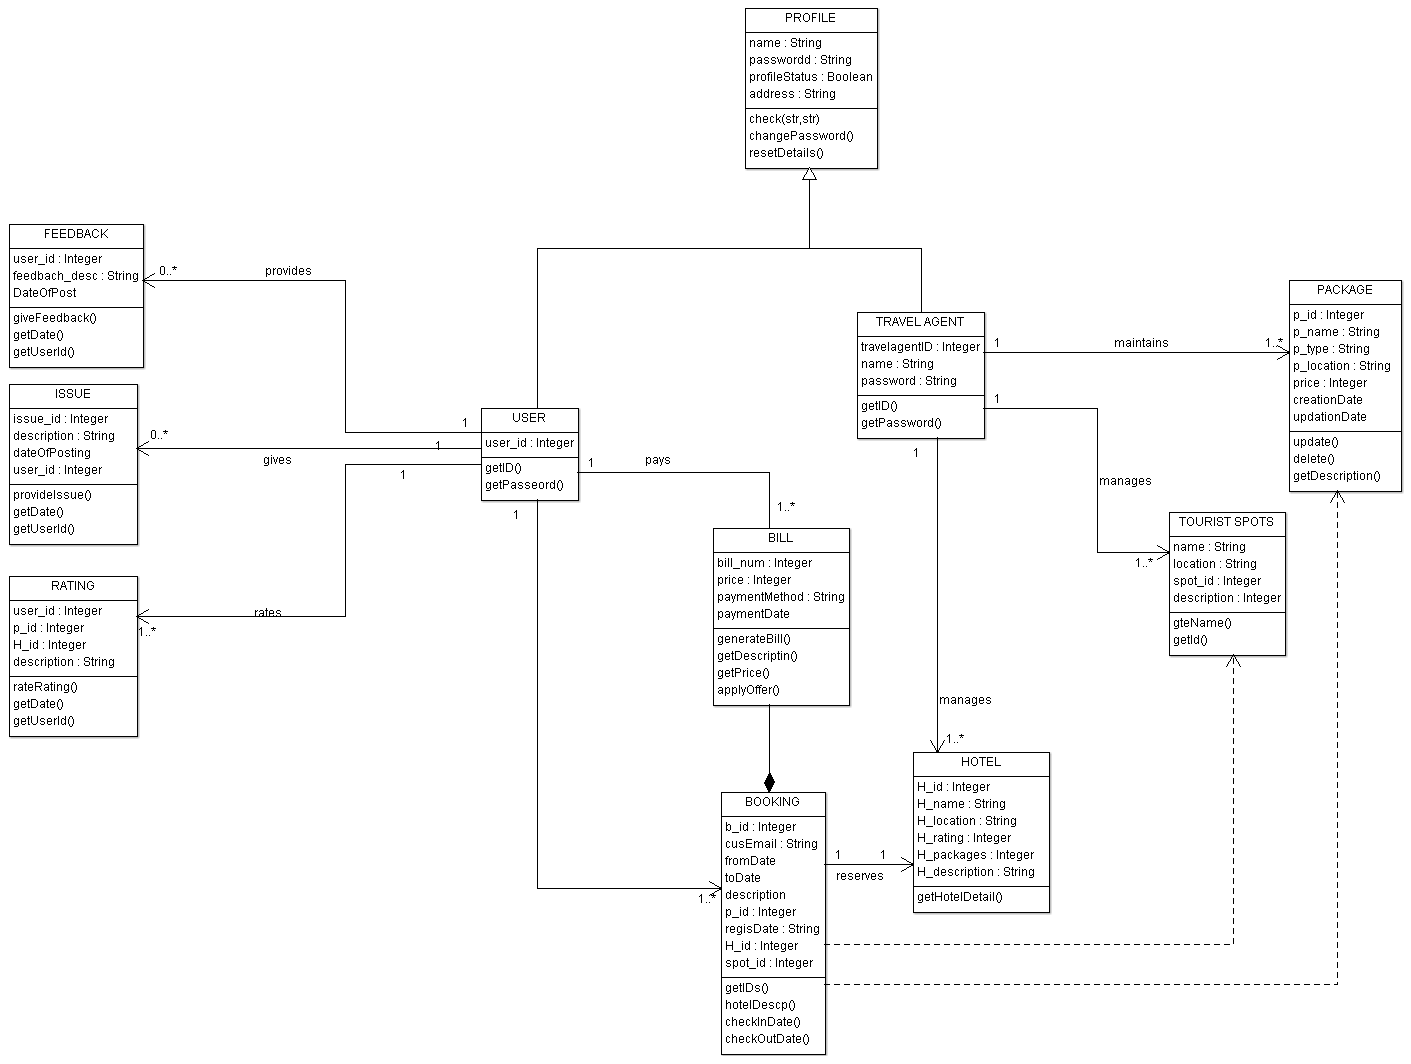 PROFILE
name : String
passwordd : String
profileStatus : Boolean
address : String
check(str,str)
changePassword()
resetDetails()
FEEDBACK
user_id : Integer
feedbach_desc : String
DateOfPost
giveFeedback()
getDate()
getUserId()
0..*
provides
1
ISSUE
issue_id : Integer
description : String
dateOfPosting
user_id : Integer
provideIssue()
getDate()
getUserId()
0..*
gives
1
RATING
user_id : Integer
p_id : Integer
H_id : Integer
description : String
rateRating()
getDate()
getUserId()
1..*
rates
1
USER
user_id : Integer
getID()
getPasseord()
1
pays
1..*
1
TRAVEL AGENT
travelagentID : Integer
name : String
password : String
getID()
getPassword()
1
maintains
1..*
1
manages
1..*
1
manages
1..*
PACKAGE
p_id : Integer
p_name : String
p_type : String
p_location : String
price : Integer
creationDate
updationDate
update()
delete()
getDescription()
TOURIST SPOTS
name : String
location : String
spot_id : Integer
description : Integer
gteName()
getId()
BILL
bill_num : Integer
price : Integer
paymentMethod : String
paymentDate
generateBill()
getDescriptin()
getPrice()
applyOffer()
HOTEL
H_id : Integer
H_name : String
H_location : String
H_rating : Integer
H_packages : Integer
H_description : String
getHotelDetail()
BOOKING
b_id : Integer
cusEmail : String
fromDate
toDate
description
p_id : Integer
regisDate : String
H_id : Integer
spot_id : Integer
getIDs()
hotelDescp()
checkInDate()
checkOutDate()
1..*
1
1
reserves